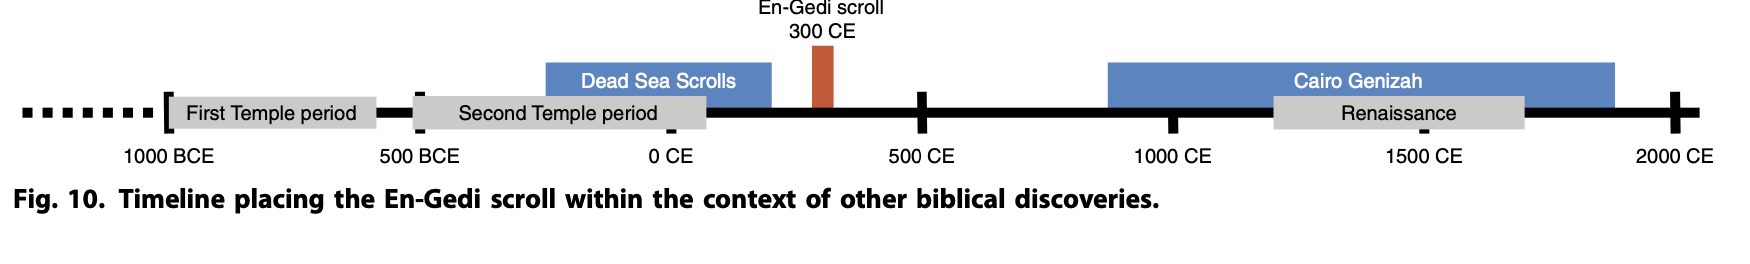 En-Gedi scroll
300 CE
Dead Sea Scrolls
Cairo Genizah
First Temple period
Second Temple period
Renaissance
1000 BCE
500 BCE
0 CE
500 CE
1000 CE
1500 CE
2000 CE
Fig. 10. Timeline placing the En-Gedi scroll within the context of other biblical discoveries.